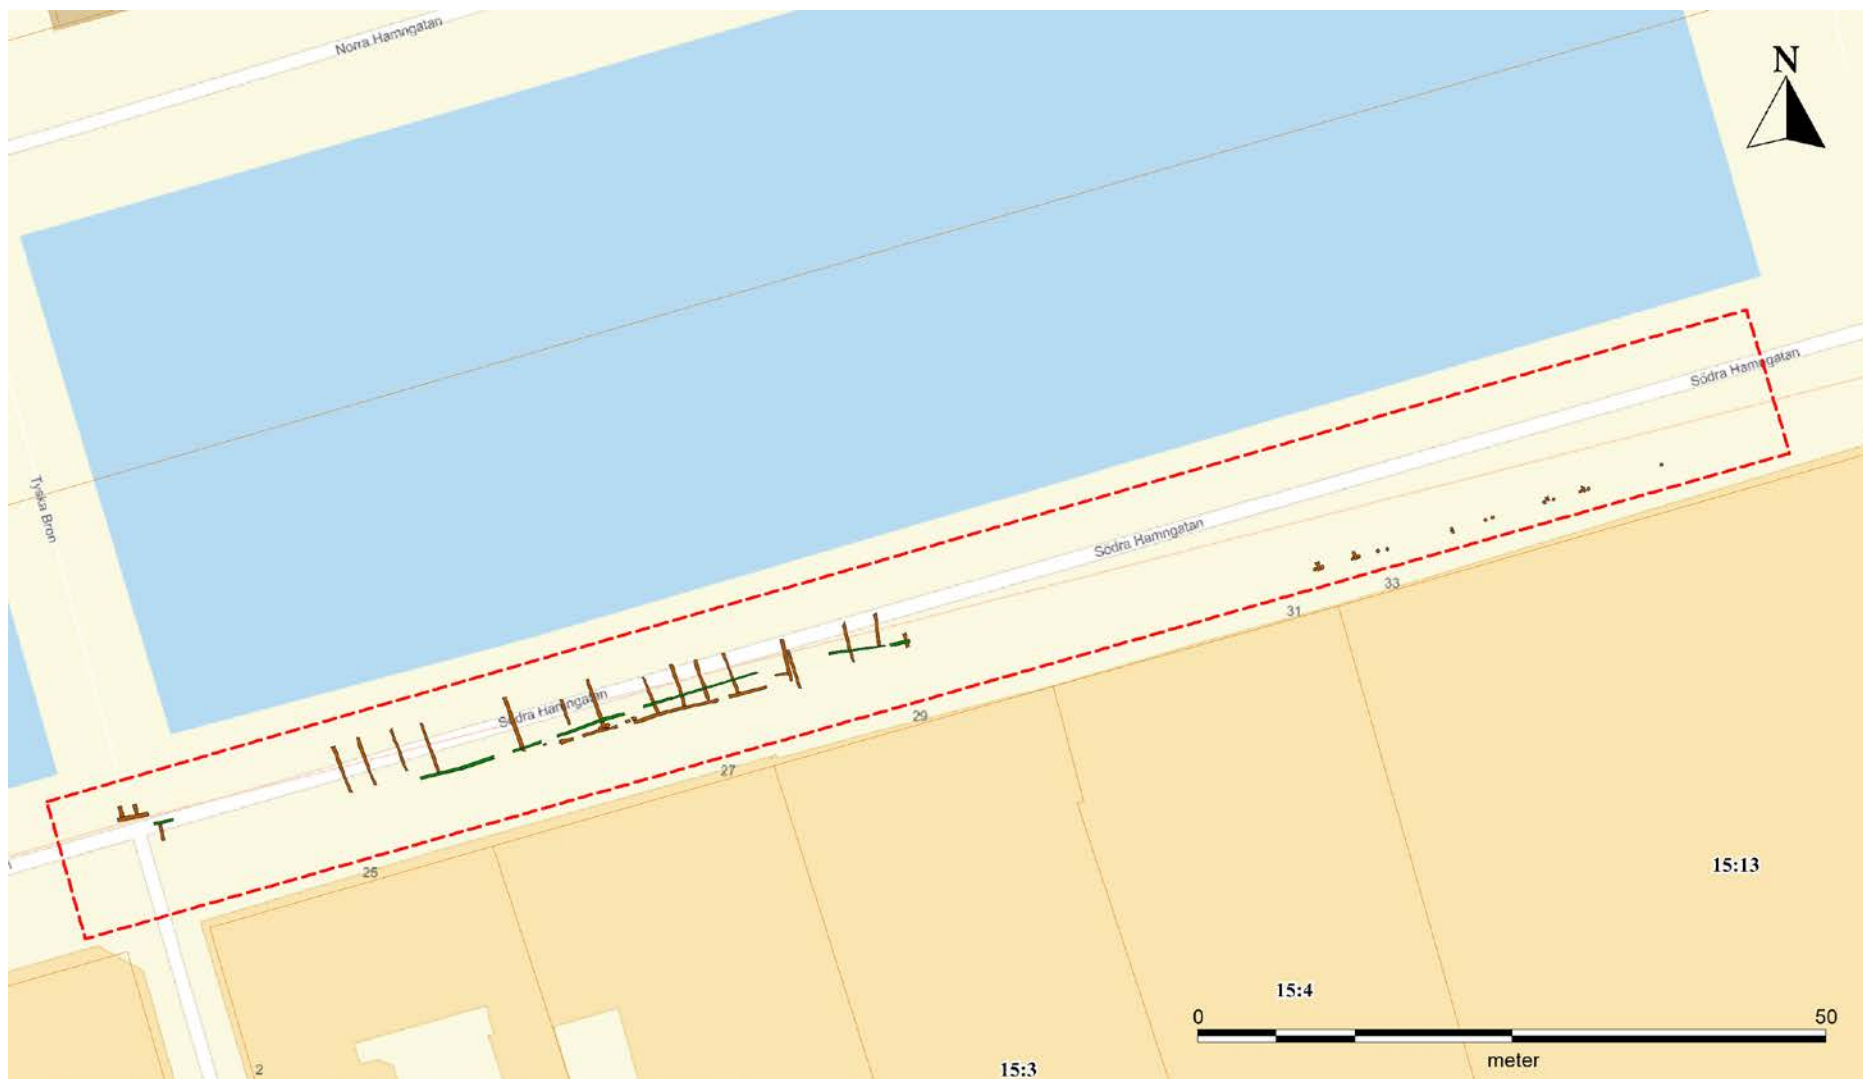 Norra Hamngatan
N
Tyska Bron
Södra Hamngatan
Södra Hamngatan
Södra Hamngatan
33
31
29
27
25
15:13
15:4
15:3
2
0 50
meter